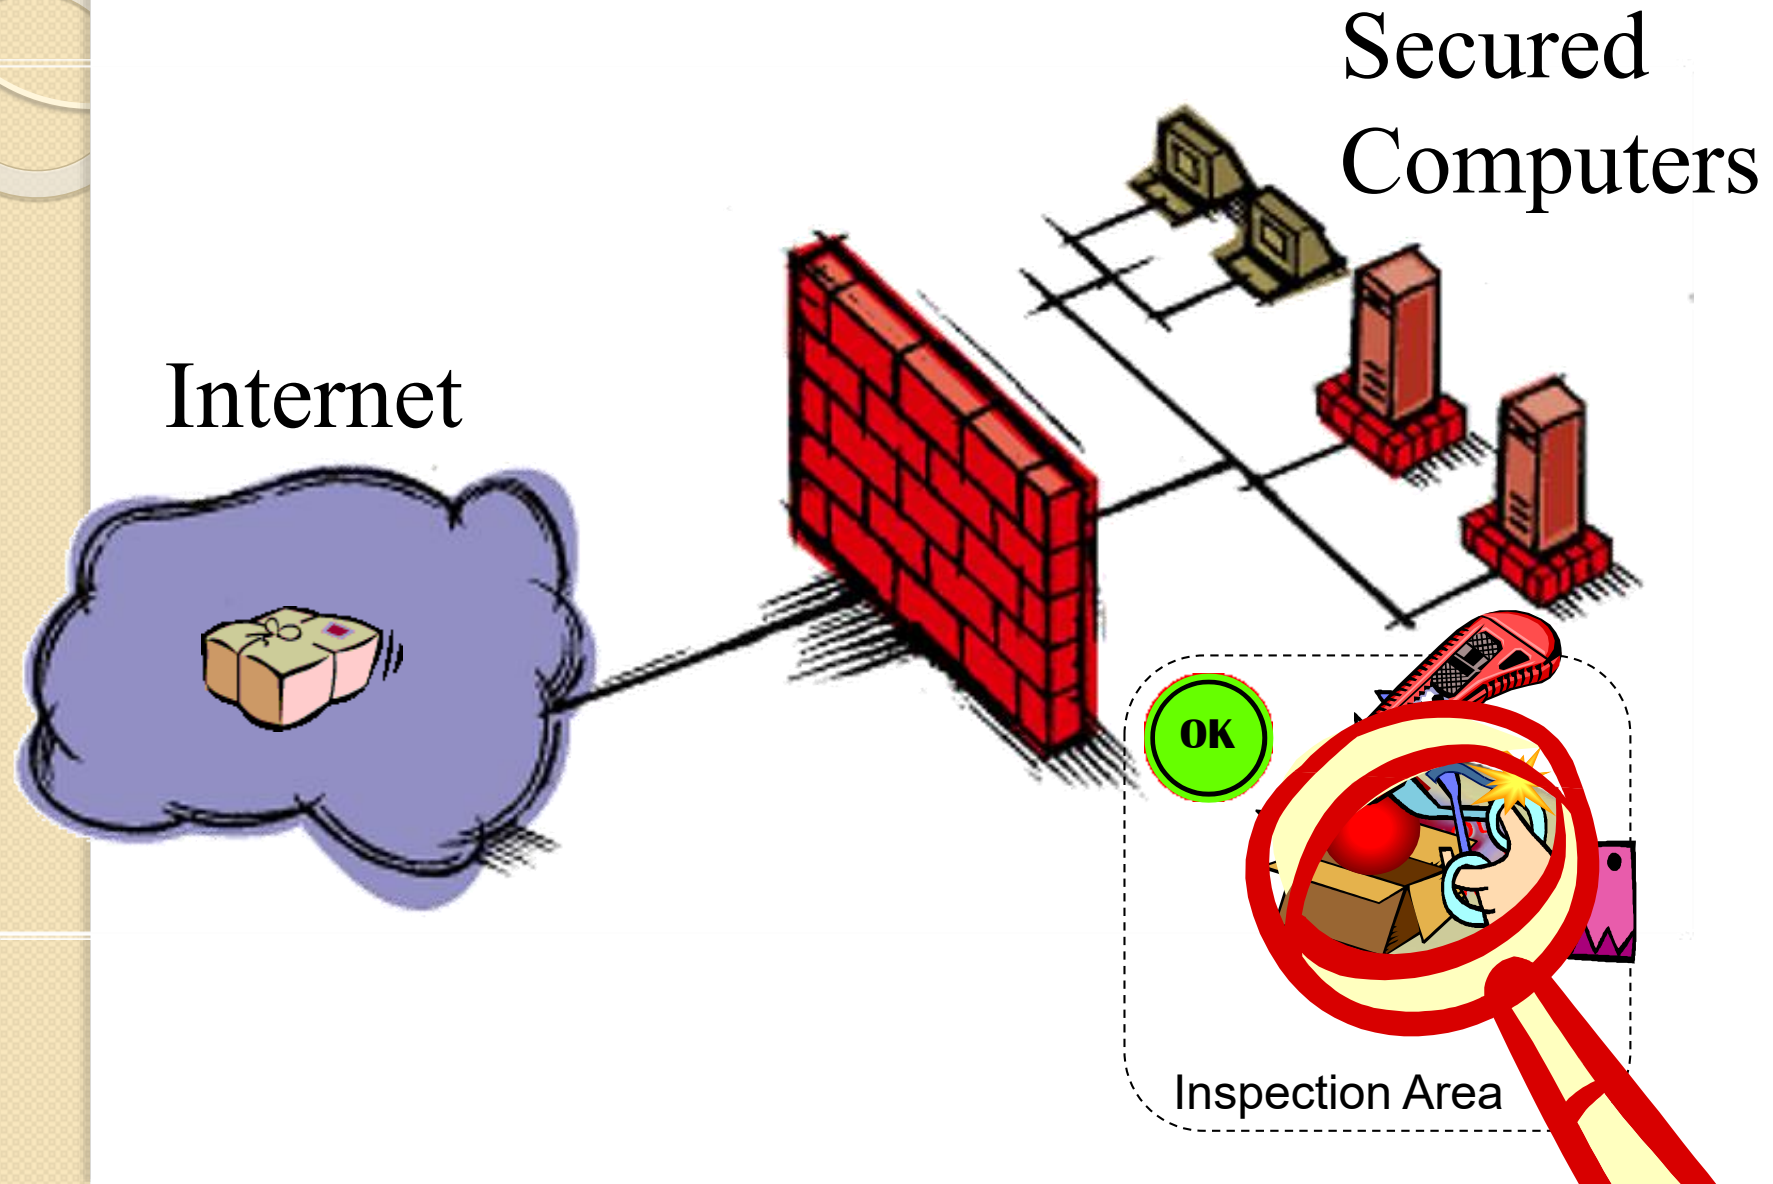 Secured
Computers
Internet
OK
Inspection Area